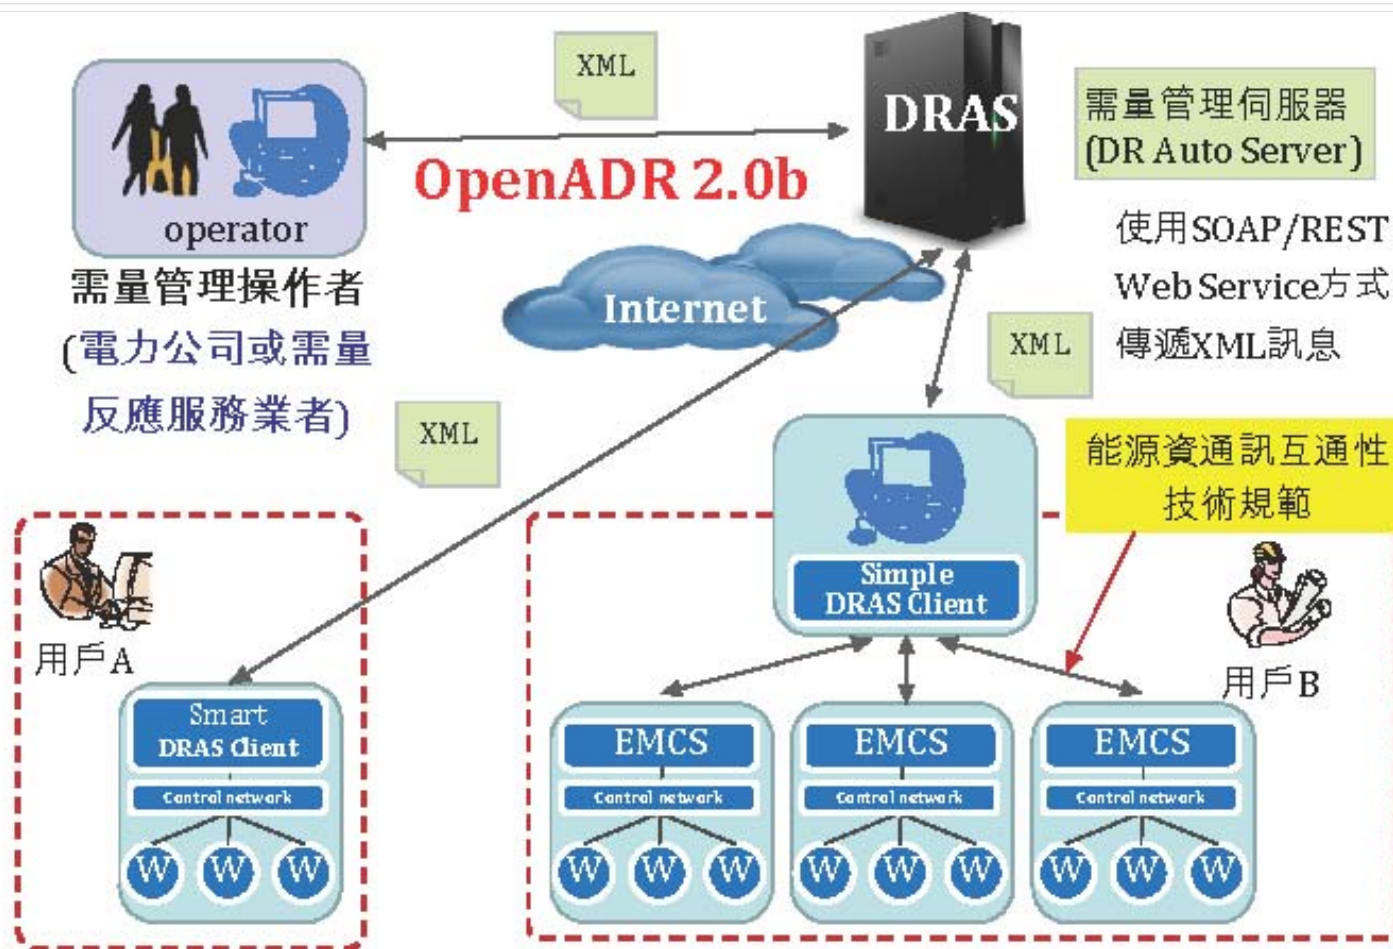 XML
DRAS
需量管理伺服器
(DR Auto Server)
OpenADR 2.0b
operator
需量管理操作者
(電力公司或需量
反應服務業者)
使用SOAP/REST
Web Service方式
傳遞XML訊息
Internet
XML
XML
能源資通訊互通性
技術規範
Simple
DRAS Client
用戶A
用戶B
Smart
DRAS Client
Control network
W W W
EMCS
Control network
W W W
EMCS
Control network
W W W
EMCS
Control network
W W W